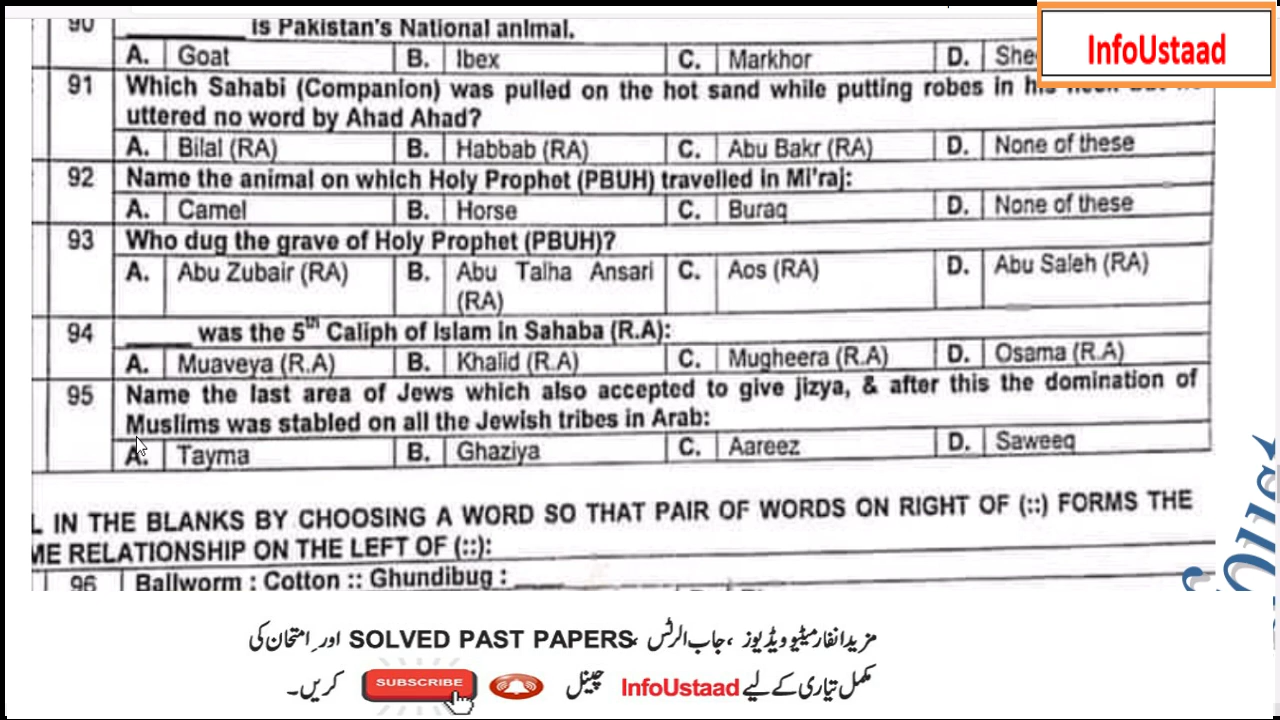 InfoUstaad
90 ________ is Pakistan's National animal.
A. Goat B. Ibex C. Markhor D.
91 Which Sahabi (Companion) was pulled on the hot sand while putting robes in
uttered no word by Ahad Ahad?
A. Bilal (RA) B. Habbab (RA) C. Abu Bakr (RA) D. None of these
92 Name the animal on which Holy Prophet (PBUH) travelled in Mi'raj:
A. Camel B. Horse C. Buraq D. None of these
93 Who dug the grave of Holy Prophet (PBUH)?
A. Abu Zubair (RA) B. Abu Talha Ansari C. Aos (RA) D. Abu Saleh (RA)
(RA)
94 ______ was the 5th Caliph of Islam in Sahaba (R.A):
A. Muaveya (R.A) B. Khalid (R.A) C. Mugheera (R.A) D. Osama (R.A)
95 Name the last area of Jews which also accepted to give jizya, & after this the domination of
Muslims was stabled on all the Jewish tribes in Arab:
A. Tayma B. Ghaziya C. Aareez D. Saweeq
L IN THE BLANKS BY CHOOSING A WORD SO THAT PAIR OF WORDS ON RIGHT OF (::) FORMS THE
ME RELATIONSHIP ON THE LEFT OF (::):
96 Ballworm : Cotton :: Ghundibug : ____
مزید انفارمیٹیو ویڈیوز، جاب الرٹس، SOLVED PAST PAPERS اور امتحان کی
مکمل تیاری کے لیے InfoUstaad چینل SUBSCRIBE کریں۔